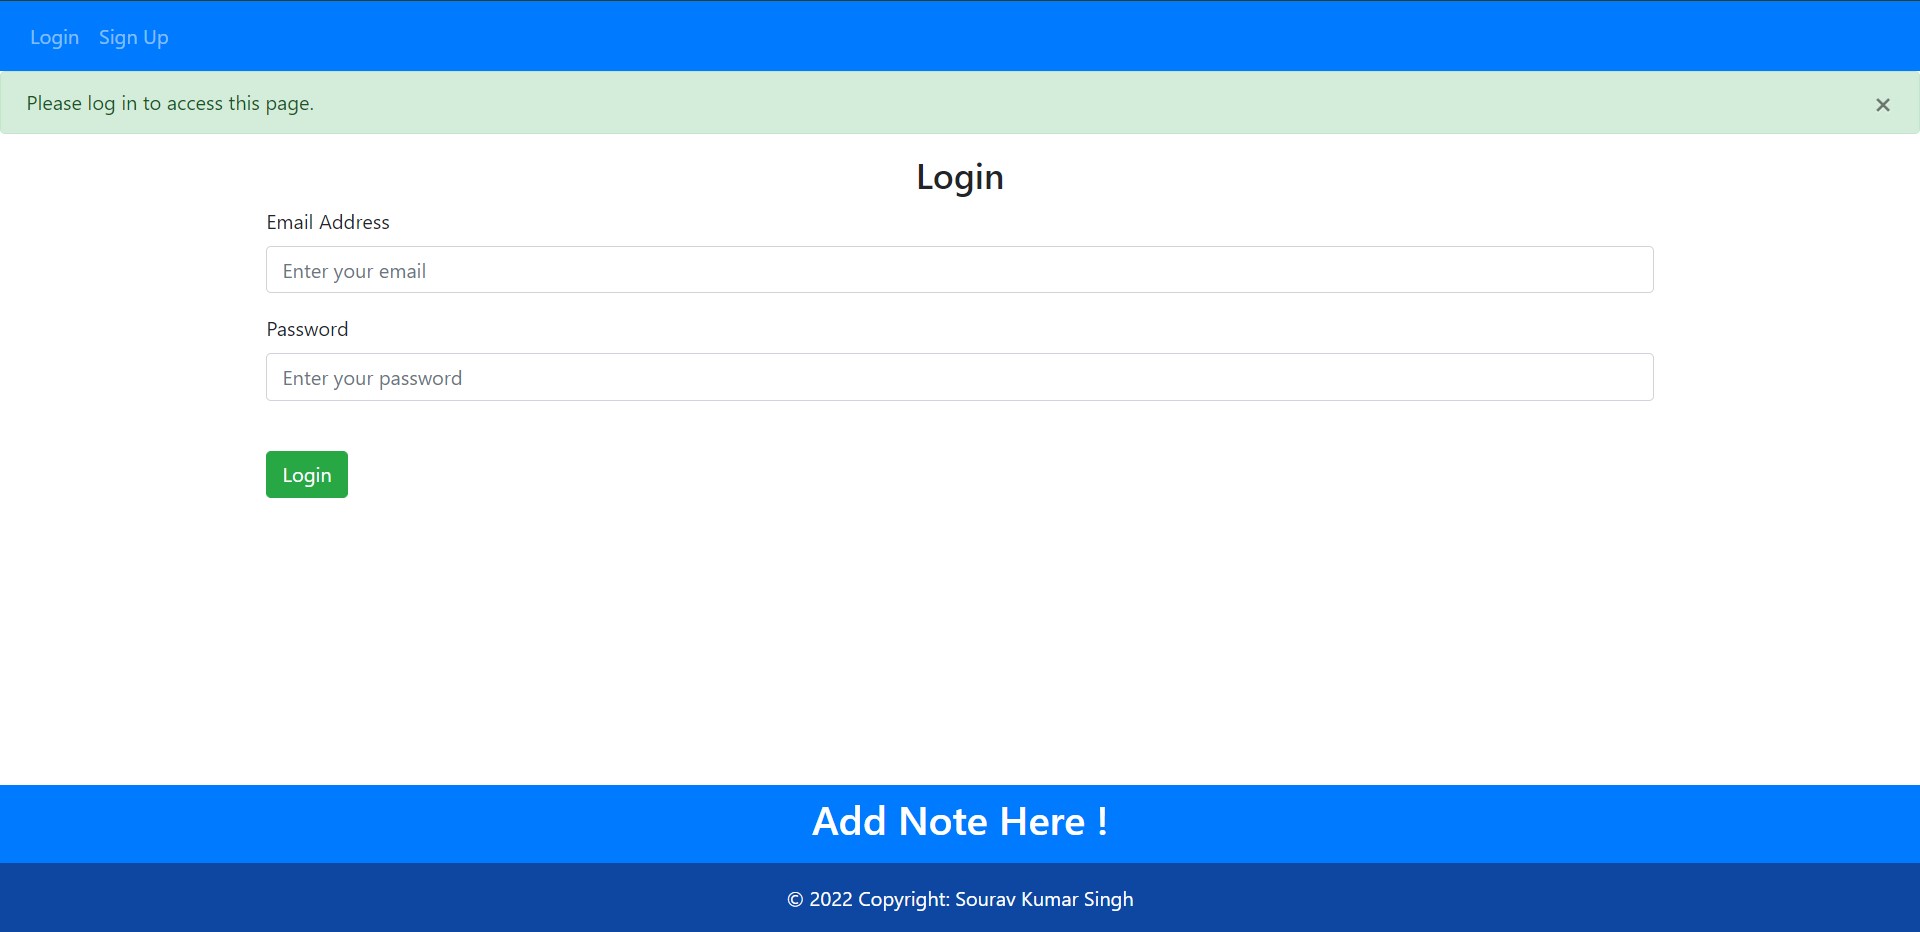 Login Sign Up
Please log in to access this page. ×
Login
Email Address
Enter your email
Password
Enter your password
Login
Add Note Here !
© 2022 Copyright: Sourav Kumar Singh